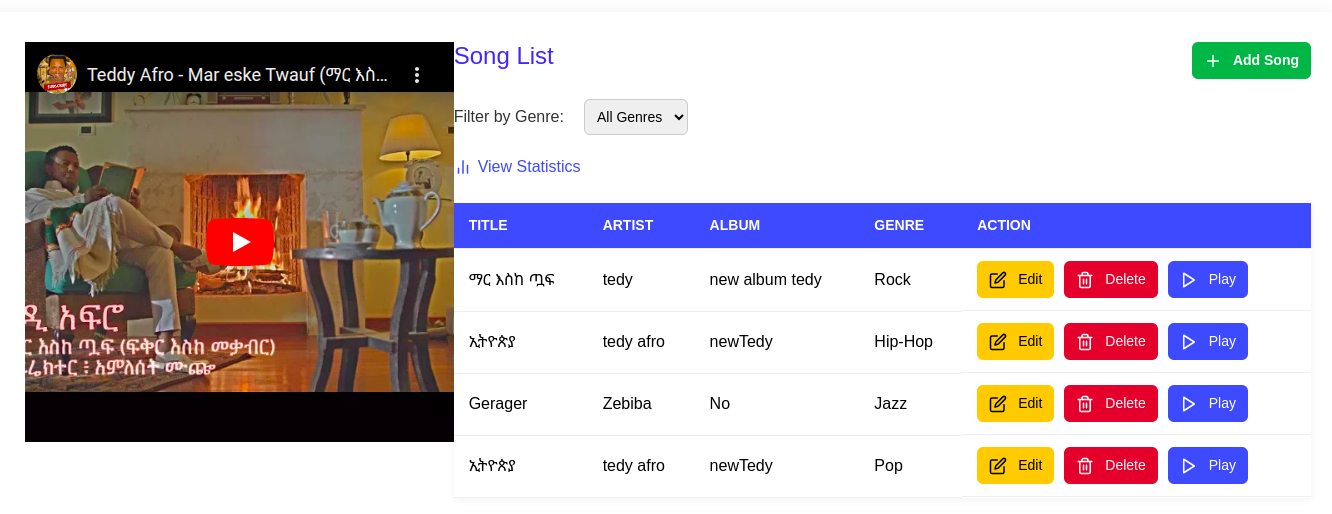 Teddy Afro - Mar eske Twauf (ማር እስ...
ዲ አፍሮ
ር እስከ ጧፍ (ፍቅር እስከ መቃብር)
ሬክተር ፤ አምለሰት ሙጬ
Song List
Add Song
Filter by Genre: All Genres
View Statistics
TITLE ARTIST ALBUM GENRE ACTION
ማር እስከ ጧፍ tedy new album tedy Rock Edit Delete Play
ኢትዮጵያ tedy afro newTedy Hip-Hop Edit Delete Play
Gerager Zebiba No Jazz Edit Delete Play
ኢትዮጵያ tedy afro newTedy Pop Edit Delete Play